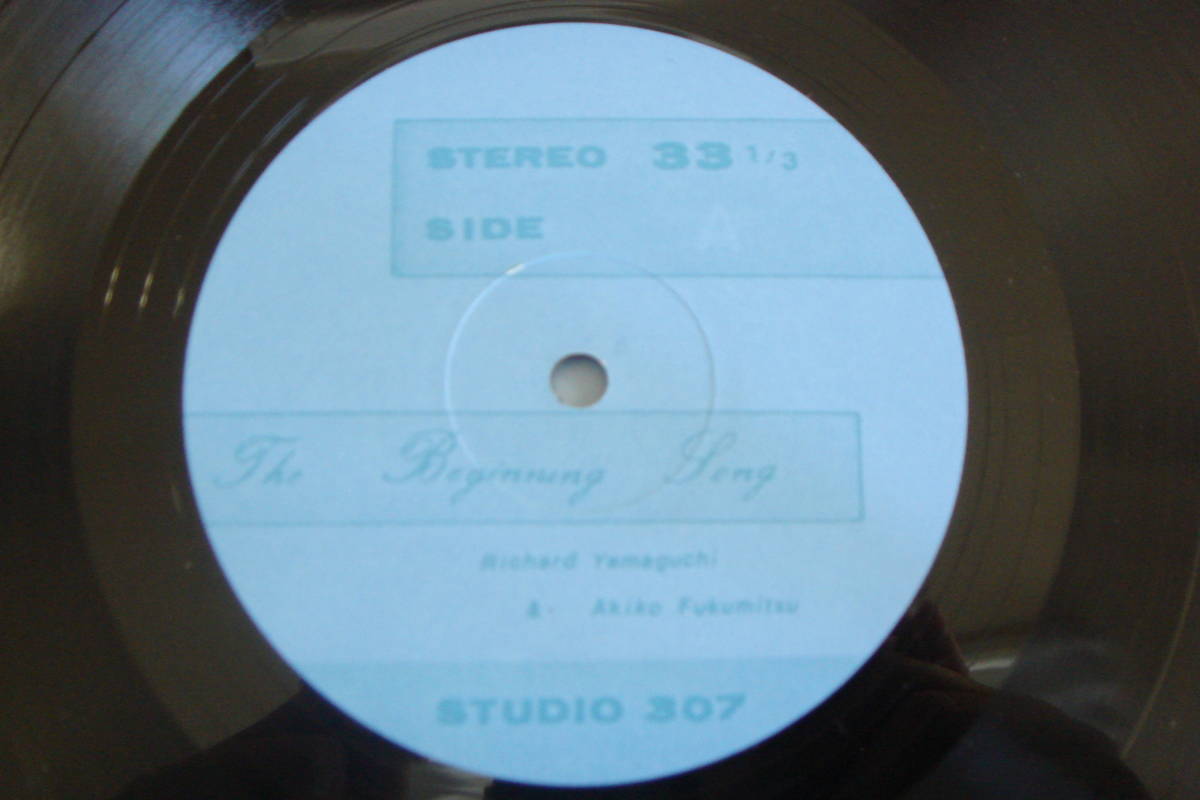 STEREO 33 1/3
SIDE A
The Beginning Song
Richard Yamaguchi
& Akiko Fukumitsu
STUDIO 307